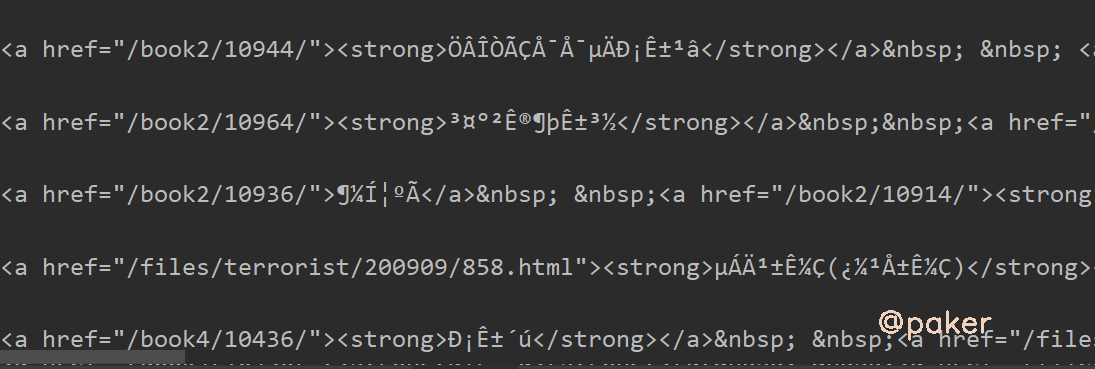 <a href="/book2/10944/"><strong>ÖÂÎÒÃÇÅ¯Å¯µÄÐ¡Ê±¹â</strong></a>&nbsp; &nbsp; <a
<a href="/book2/10964/"><strong>³¤°²Ê®¶þÊ±³½</strong></a>&nbsp;&nbsp;<a href="/
<a href="/book2/10936/">¶¼Í¦ºÃ</a>&nbsp; &nbsp;<a href="/book2/10914/"><strong
<a href="/files/terrorist/200909/858.html"><strong>µÁÄ¹±Ê¼Ç(¿¼¹Å±Ê¼Ç)</strong>
@paker
<a href="/book4/10436/"><strong>Ð¡Ê±´ú</strong></a>&nbsp; &nbsp;<a href="/files